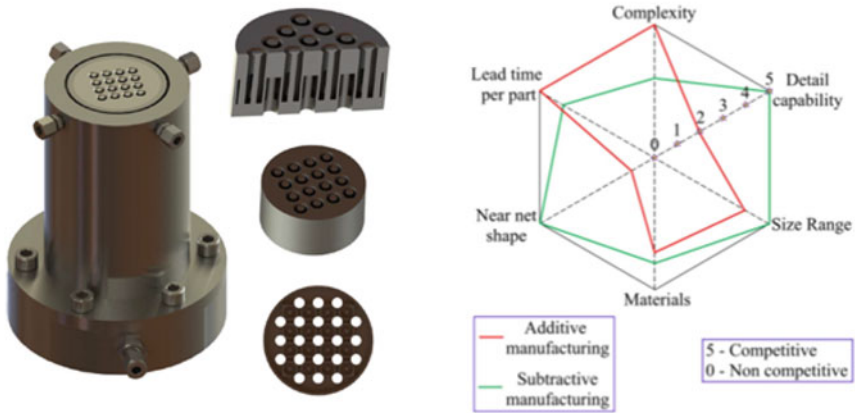 Complexity
Lead time
per part
5
Detail
capability
4
3
2
1
0
Near net
shape
Size Range
Materials
Additive
manufacturing
Subtractive
manufacturing
5 - Competitive
0 - Non competitive